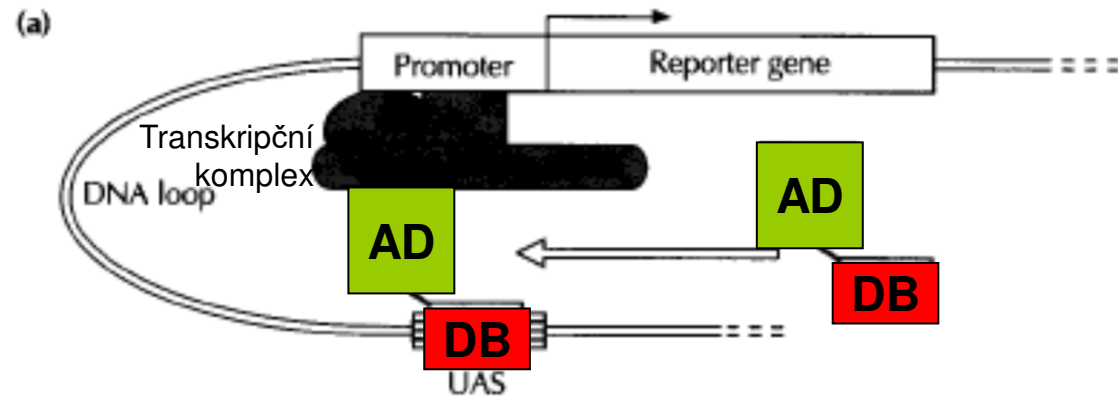 (a)
Promoter
Reporter gene
Transkripční
komplex
DNA loop
AD
AD
DB
DB
UAS